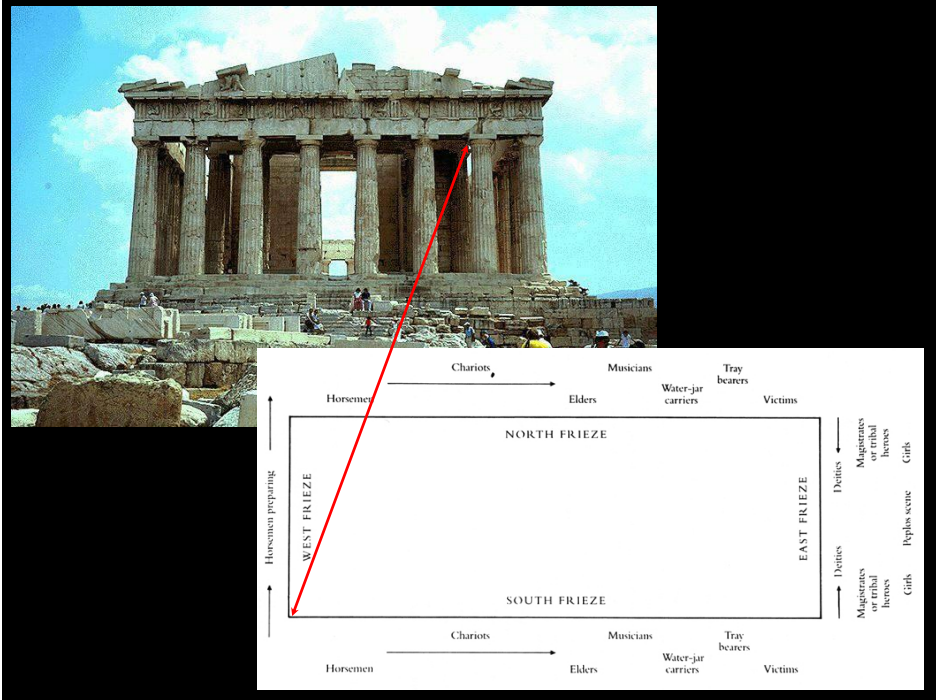 Chariots
Musicians
Tray
bearers
Horsemen
Elders
Water-jar
carriers
Victims
NORTH FRIEZE
Horsemen preparing
WEST FRIEZE
EAST FRIEZE
Deities
Deities
Magistrates
or tribal
heroes
Girls
Peplos scene
Magistrates
or tribal
heroes
Girls
SOUTH FRIEZE
Chariots
Musicians
Tray
bearers
Horsemen
Elders
Water-jar
carriers
Victims